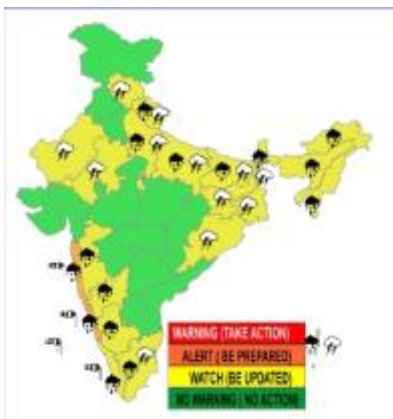 WARNING (TAKE ACTION)
ALERT ( BE PREPARED)
WATCH (BE UPDATED)
NO WARNING ( NO ACTION)